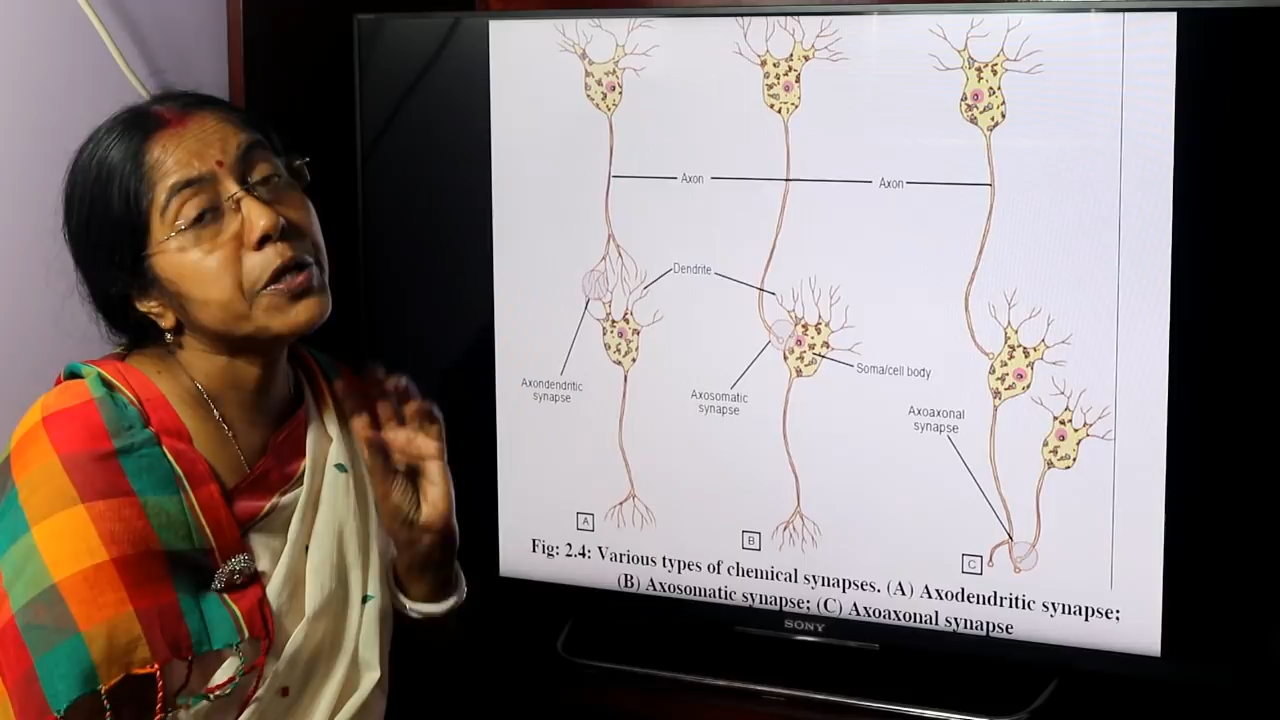 Axon
Axon
Dendrite
Axondendritic
synapse
Axosomatic
synapse
Soma/cell body
Axoaxonal
synapse
A
B
C
Fig: 2.4: Various types of chemical synapses. (A) Axodendritic synapse;
(B) Axosomatic synapse; (C) Axoaxonal synapse
SONY